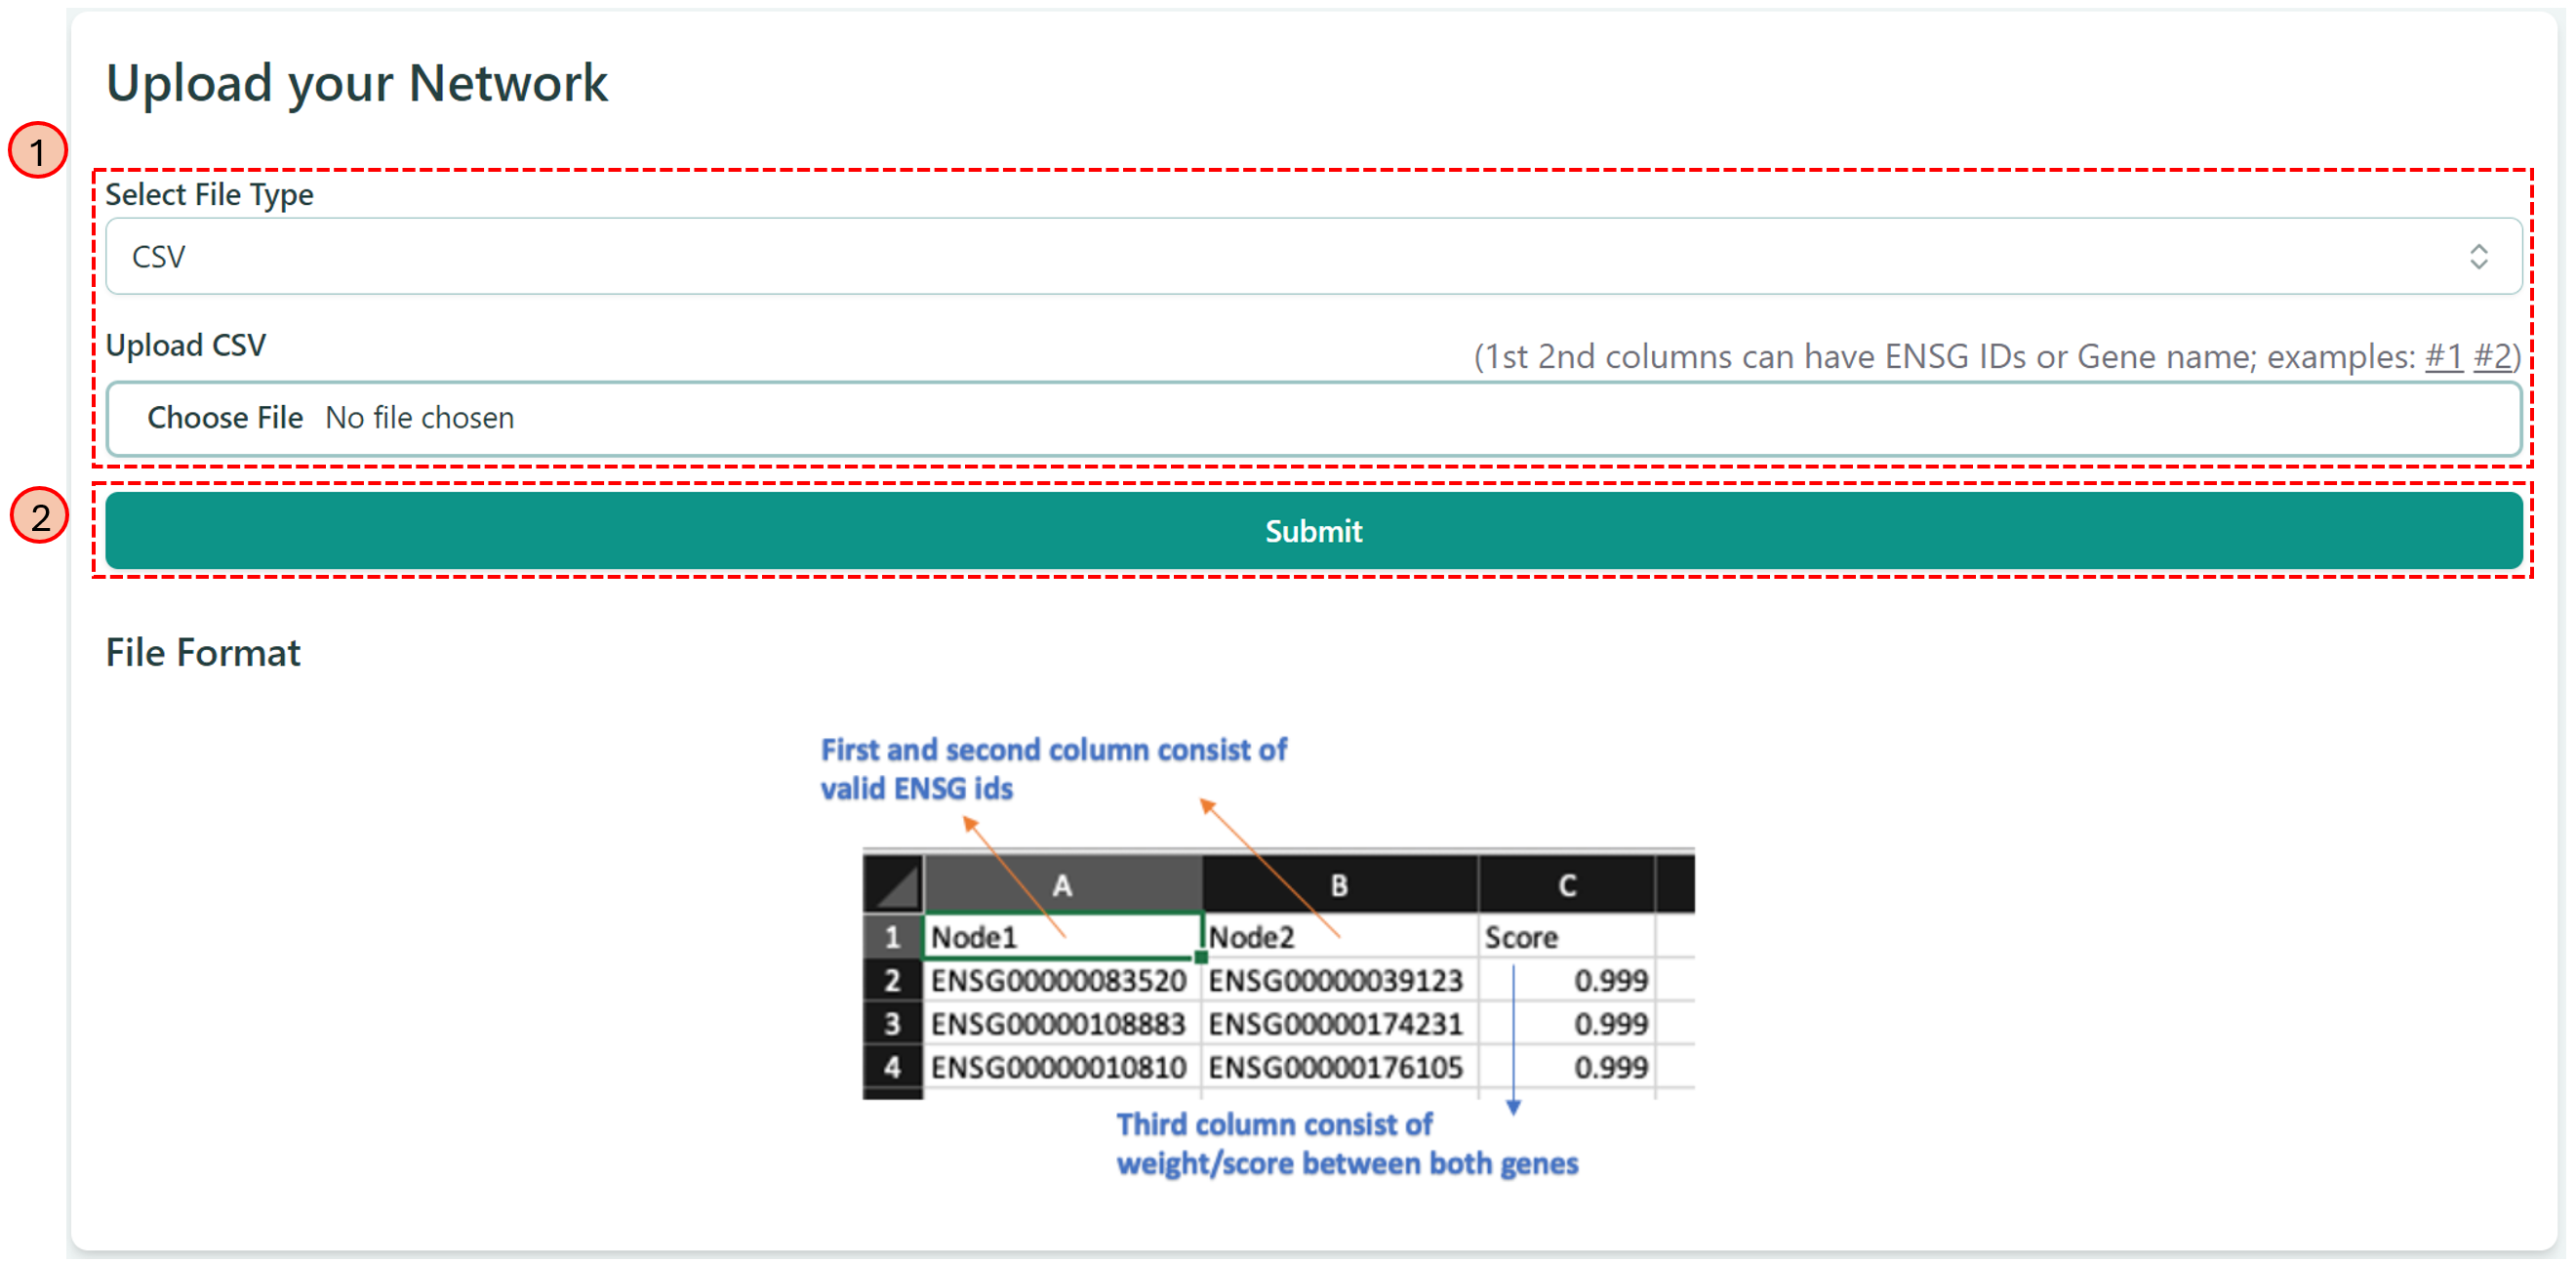 Upload your Network
1
Select File Type
CSV
Upload CSV
(1st 2nd columns can have ENSG IDs or Gene name; examples: #1 #2)
Choose File No file chosen
2
Submit
File Format
First and second column consist of
valid ENSG ids
A B C
1 Node1 Node2 Score
2 ENSG00000083520 ENSG00000039123 0.999
3 ENSG00000108883 ENSG00000174231 0.999
4 ENSG00000010810 ENSG00000176105 0.999
Third column consist of
weight/score between both genes